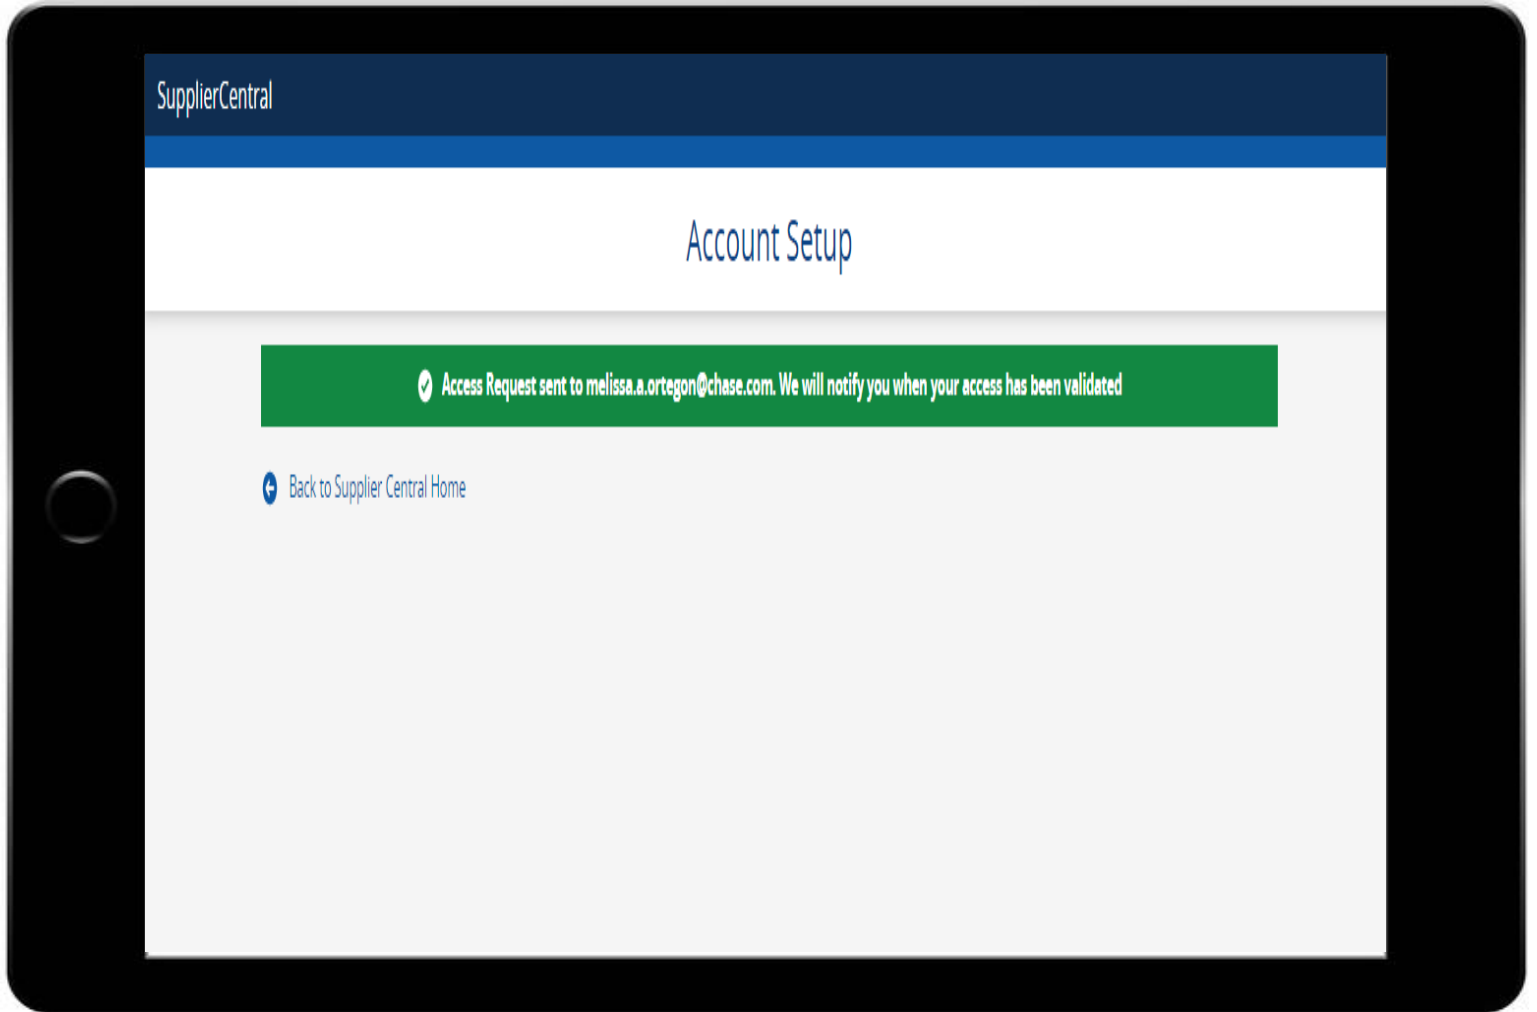 SupplierCentral
Account Setup
Access Request sent to melissa.a.ortegon@chase.com. We will notify you when your access has been validated
Back to Supplier Central Home